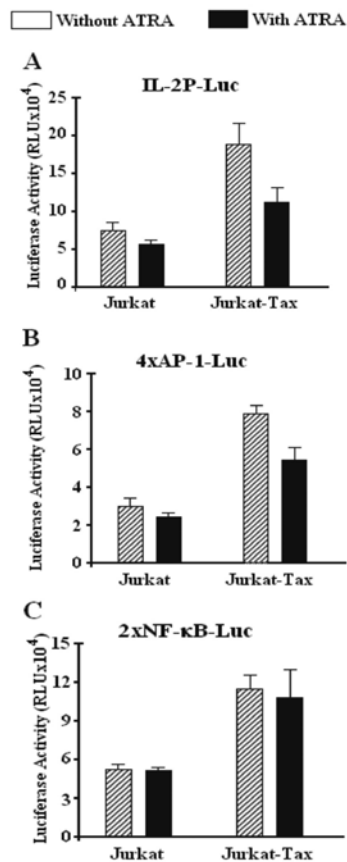 Without ATRA With ATRA
A
IL-2P-Luc
Luciferase Activity (RLUx10⁴)
25
20
15
10
5
0
Jurkat Jurkat-Tax
B
4xAP-1-Luc
Luciferase Activity (RLUx10⁴)
10
8
6
4
2
0
Jurkat Jurkat-Tax
C
2xNF-κB-Luc
Luciferase Activity (RLUx10⁴)
15
12
9
6
3
0
Jurkat Jurkat-Tax